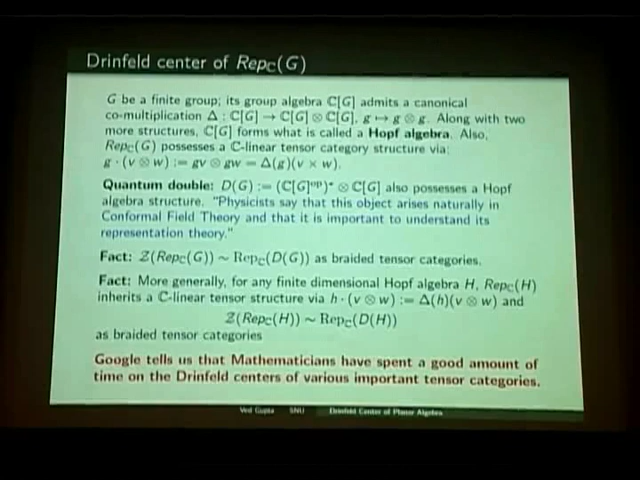 Drinfeld center of Rep_ℂ(G)
G be a finite group; its group algebra ℂ[G] admits a canonical
co-multiplication Δ : ℂ[G] → ℂ[G] ⊗ ℂ[G], g ↦ g ⊗ g. Along with two
more structures, ℂ[G] forms what is called a Hopf algebra. Also,
Rep_ℂ(G) possesses a ℂ-linear tensor category structure via:
g · (v ⊗ w) := gv ⊗ gw = Δ(g)(v × w).
Quantum double: D(G) := (ℂ[G]^op)* ⊗ ℂ[G] also possesses a Hopf
algebra structure. "Physicists say that this object arises naturally in
Conformal Field Theory and that it is important to understand its
representation theory."
Fact: Z(Rep_ℂ(G)) ∼ Rep_ℂ(D(G)) as braided tensor categories.
Fact: More generally, for any finite dimensional Hopf algebra H, Rep_ℂ(H)
inherits a ℂ-linear tensor structure via h · (v ⊗ w) := Δ(h)(v ⊗ w) and
Z(Rep_ℂ(H)) ∼ Rep_ℂ(D(H))
as braided tensor categories
Google tells us that Mathematicians have spent a good amount of
time on the Drinfeld centers of various important tensor categories.
Ved Gupta SNU Drinfeld Center of Planar Algebra